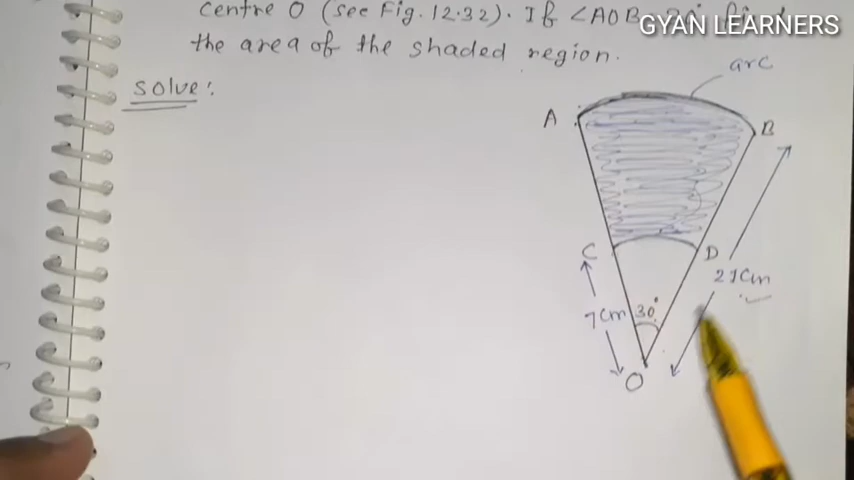 centre O (see Fig. 12.32). If ∠AOB
GYAN LEARNERS
the area of the shaded region.
solve:
arc
A
B
C
D
21cm
7cm
30°
O